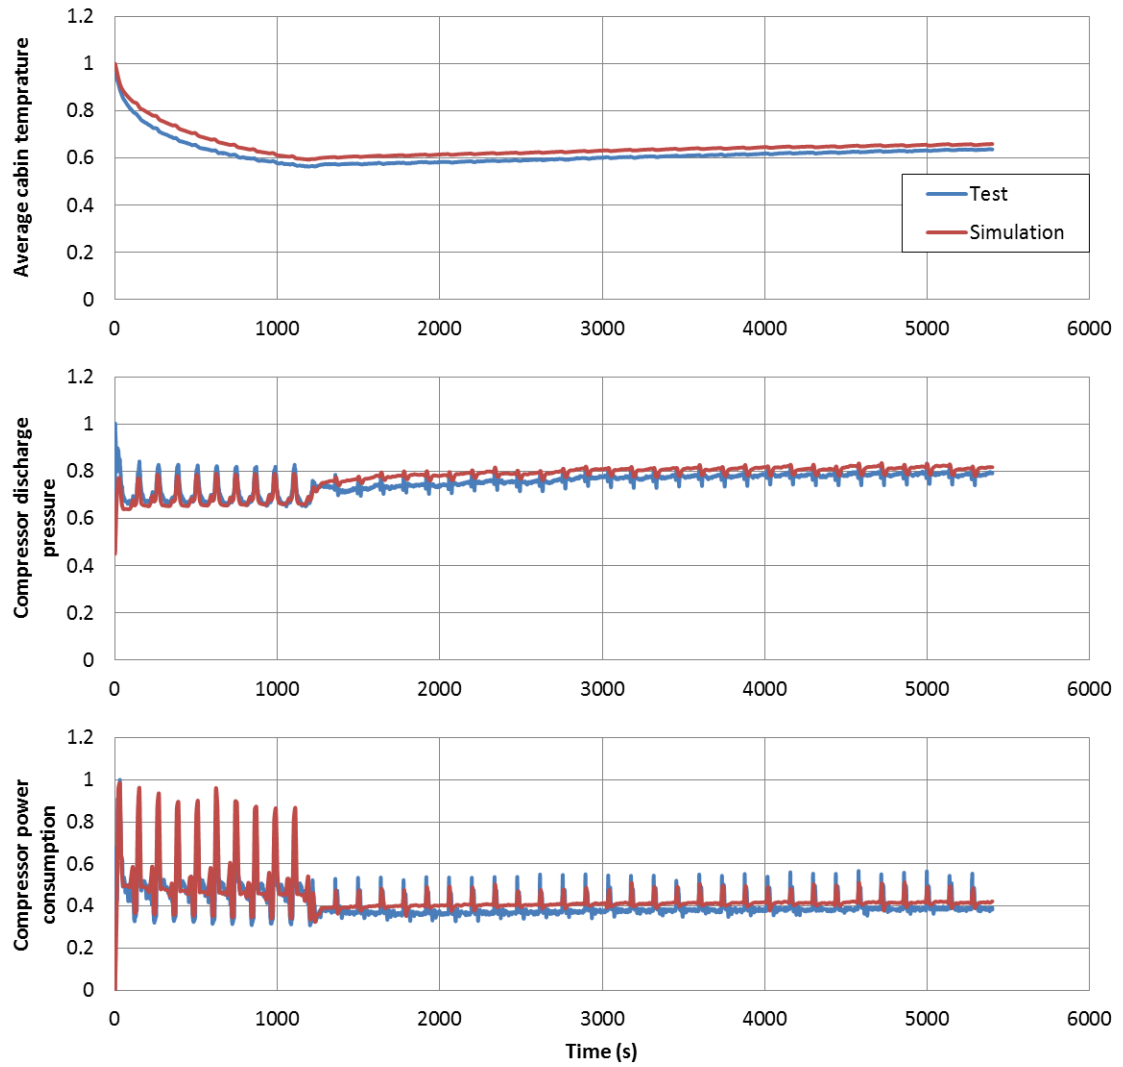 Average cabin temprature
1.2
1
0.8
0.6
0.4
0.2
0
0 1000 2000 3000 4000 5000 6000
Test
Simulation
Compressor discharge
pressure
1.2
1
0.8
0.6
0.4
0.2
0
0 1000 2000 3000 4000 5000 6000
Compressor power
consumption
1.2
1
0.8
0.6
0.4
0.2
0
0 1000 2000 3000 4000 5000 6000
Time (s)